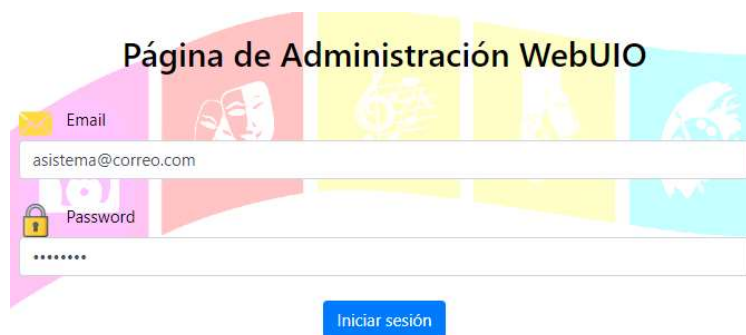 Página de Administración WebUIO
Email
asistema@correo.com
Password
••••••••
Iniciar sesión